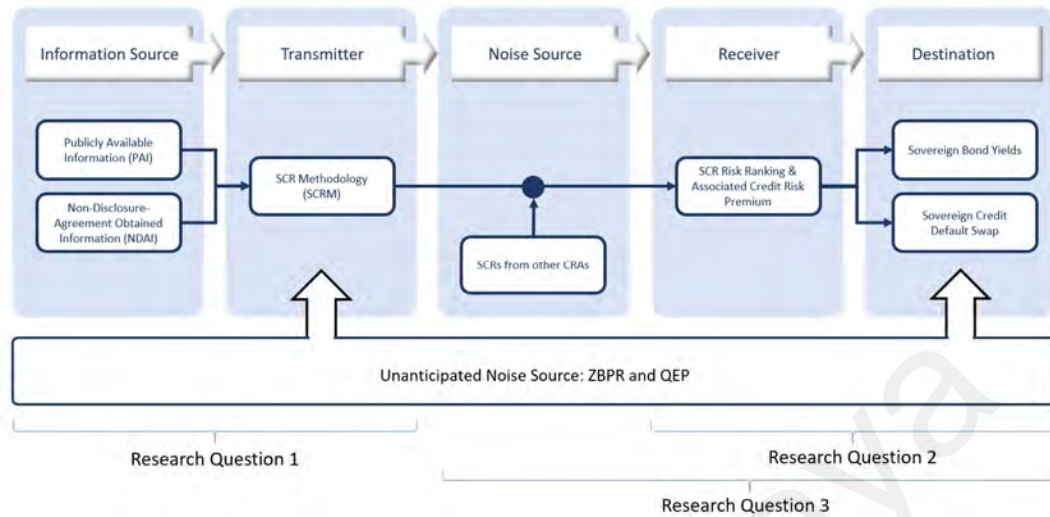 Information Source
Transmitter
Noise Source
Receiver
Destination
Publicly Available
Information (PAI)
Non-Disclosure-
Agreement Obtained
Information (NDAI)
SCR Methodology
(SCRM)
SCRs from other CRAs
SCR Risk Ranking &
Associated Credit Risk
Premium
Sovereign Bond Yields
Sovereign Credit
Default Swap
Unanticipated Noise Source: ZBPR and QEP
Research Question 1
Research Question 2
Research Question 3